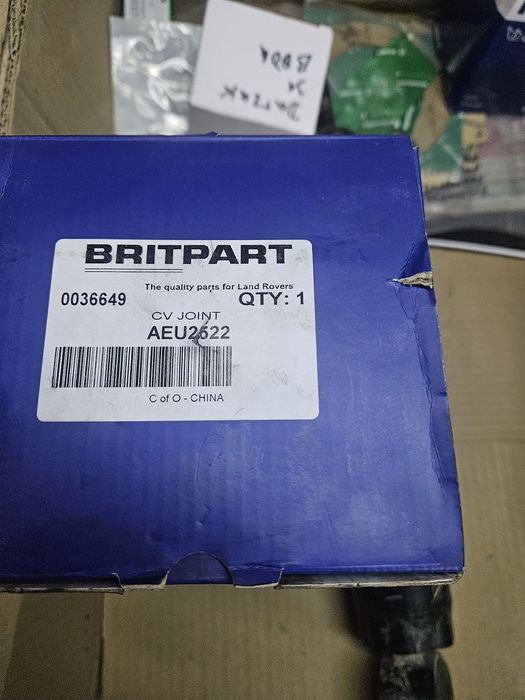 BRITPART
The quality parts for Land Rovers
0036649 QTY: 1
CV JOINT
AEU2522
C of O - CHINA